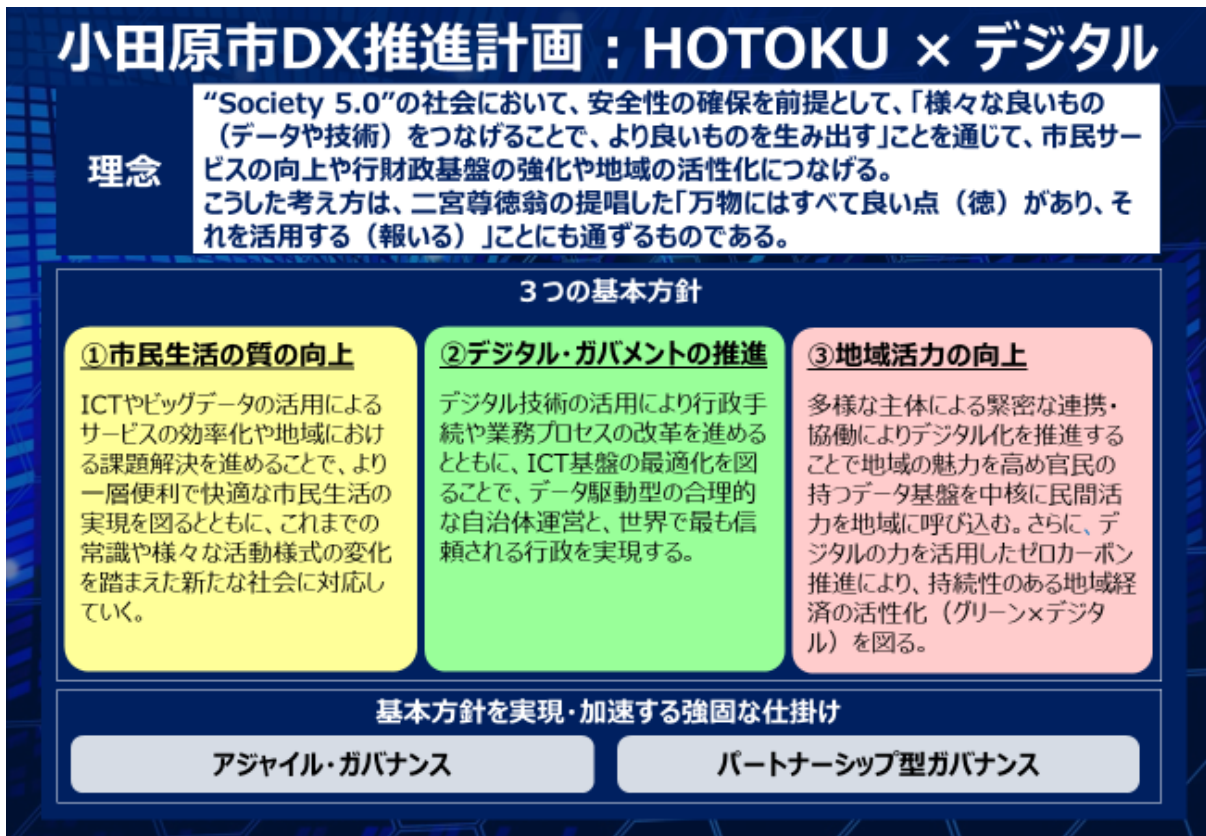 小田原市DX推進計画：HOTOKU × デジタル
理念
“Society 5.0”の社会において、安全性の確保を前提として、「様々な良いもの
（データや技術）をつなげることで、より良いものを生み出す」ことを通じて、市民サー
ビスの向上や行財政基盤の強化や地域の活性化につなげる。
こうした考え方は、二宮尊徳翁の提唱した「万物にはすべて良い点（徳）があり、そ
れを活用する（報いる）」ことにも通ずるものである。
３つの基本方針
①市民生活の質の向上
ICTやビッグデータの活用による
サービスの効率化や地域におけ
る課題解決を進めることで、より
一層便利で快適な市民生活の
実現を図るとともに、これまでの
常識や様々な活動様式の変化
を踏まえた新たな社会に対応し
ていく。
②デジタル・ガバメントの推進
デジタル技術の活用により行政手
続や業務プロセスの改革を進める
とともに、ICT基盤の最適化を図
ることで、データ駆動型の合理的
な自治体運営と、世界で最も信
頼される行政を実現する。
③地域活力の向上
多様な主体による緊密な連携・
協働によりデジタル化を推進する
ことで地域の魅力を高め官民の
持つデータ基盤を中核に民間活
力を地域に呼び込む。さらに、デ
ジタルの力を活用したゼロカーボン
推進により、持続性のある地域経
済の活性化（グリーン×デジタ
ル）を図る。
基本方針を実現・加速する強固な仕掛け
アジャイル・ガバナンス
パートナーシップ型ガバナンス